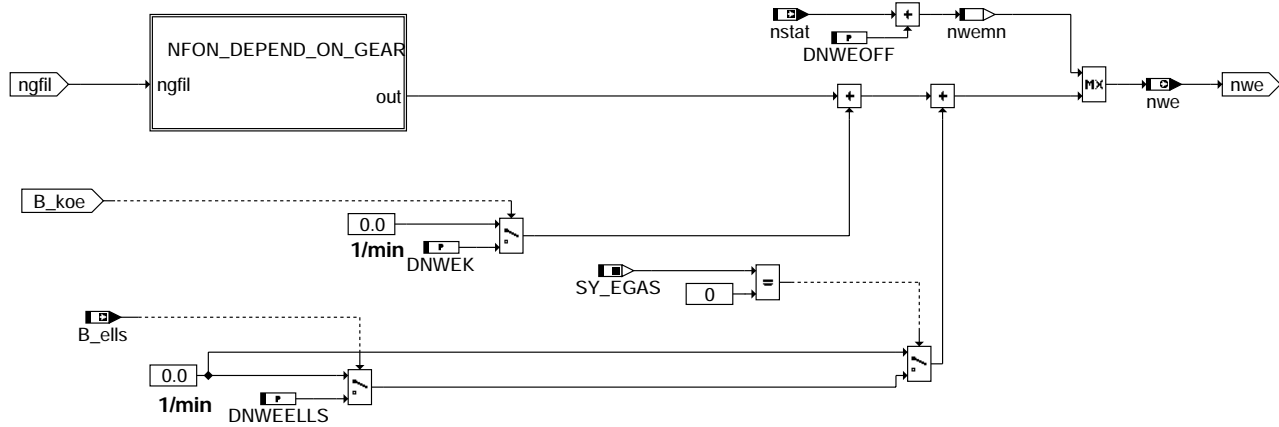 nstat
DNWEOFF
nwemn
NFON_DEPEND_ON_GEAR
ngfil
ngfil
out
MX
nwe
nwe
B_koe
0.0
1/min
P
DNWEK
SY_EGAS
0
=
B_ells
0.0
1/min
P
DNWEELLS
P
+
+
+